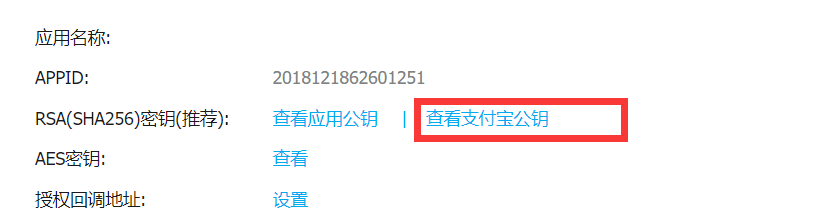 应用名称:
APPID: 2018121862601251
RSA(SHA256)密钥(推荐): 查看应用公钥 | 查看支付宝公钥
AES密钥: 查看
授权回调地址: 设置